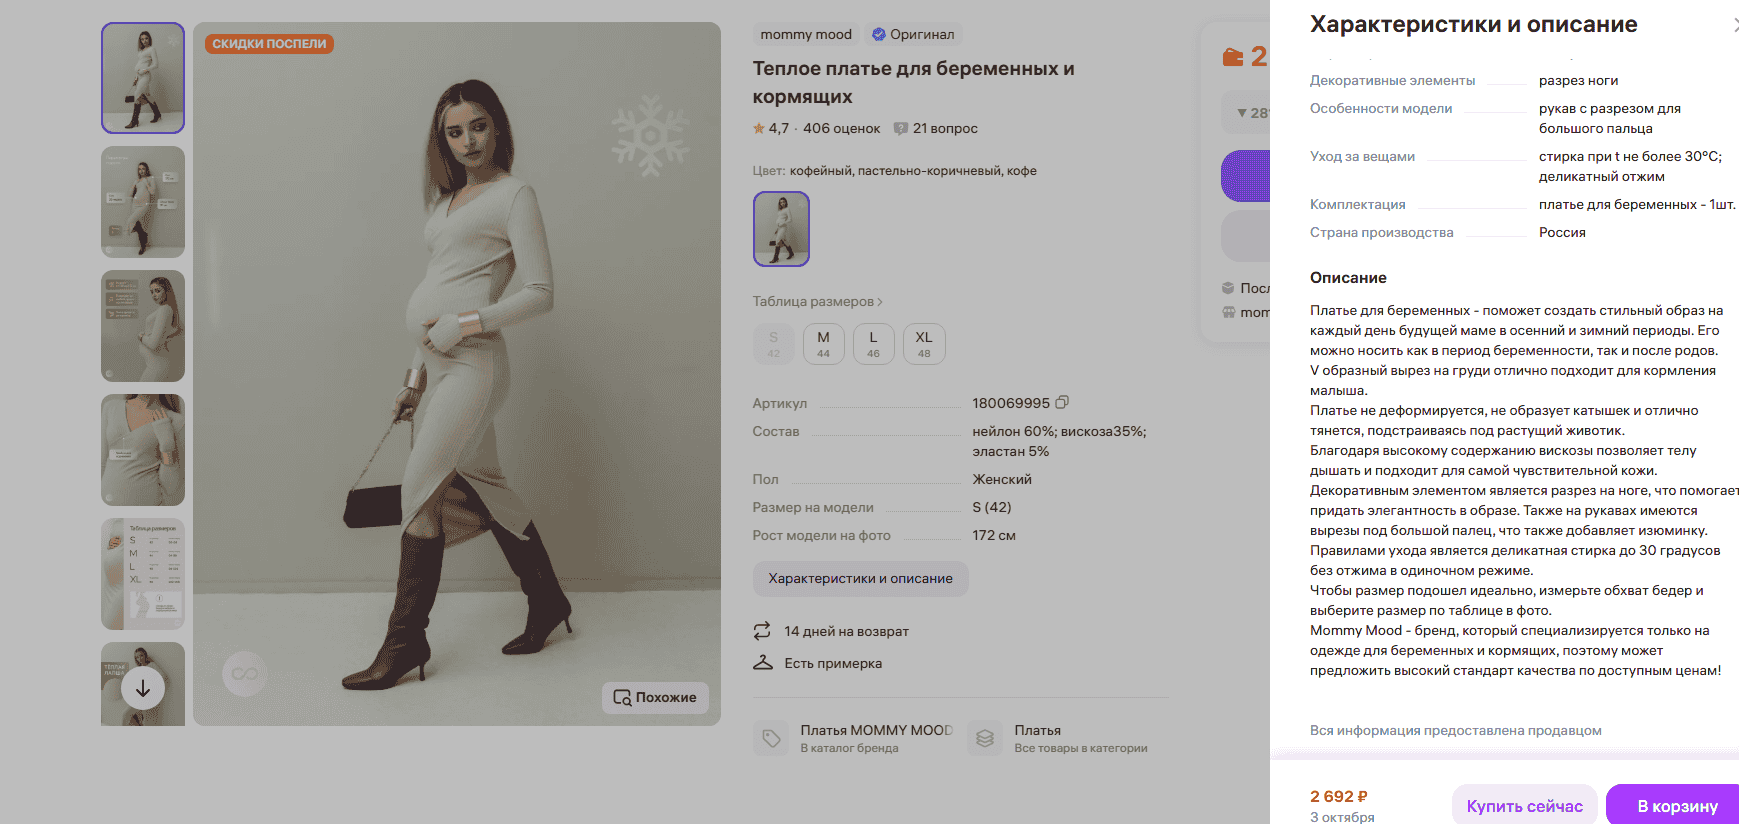 СКИДКИ ПОСПЕЛИ
Похожие
mommy mood
Оригинал
Теплое платье для беременных и
кормящих
4,7 · 406 оценок
21 вопрос
Цвет: кофейный, пастельно-коричневый, кофе
Таблица размеров
S
42
M
44
L
46
XL
48
Артикул 180069995
Состав нейлон 60%; вискоза35%;
эластан 5%
Пол Женский
Размер на модели S (42)
Рост модели на фото 172 см
Характеристики и описание
14 дней на возврат
Есть примерка
Платья MOMMY MOOD
В каталог бренда
Платья
Все товары в категории
2
28
Посл
mom
Характеристики и описание
Декоративные элементы разрез ноги
Особенности модели рукав с разрезом для
большого пальца
Уход за вещами стирка при t не более 30°C;
деликатный отжим
Комплектация платье для беременных - 1шт.
Страна производства Россия
Описание
Платье для беременных - поможет создать стильный образ на
каждый день будущей маме в осенний и зимний периоды. Его
можно носить как в период беременности, так и после родов.
V образный вырез на груди отлично подходит для кормления
малыша.
Платье не деформируется, не образует катышек и отлично
тянется, подстраиваясь под растущий животик.
Благодаря высокому содержанию вискозы позволяет телу
дышать и подходит для самой чувствительной кожи.
Декоративным элементом является разрез на ноге, что помогает
придать элегантность в образе. Также на рукавах имеются
вырезы под большой палец, что также добавляет изюминку.
Правилами ухода является деликатная стирка до 30 градусов
без отжима в одиночном режиме.
Чтобы размер подошел идеально, измерьте обхват бедер и
выберите размер по таблице в фото.
Mommy Mood - бренд, который специализируется только на
одежде для беременных и кормящих, поэтому может
предложить высокий стандарт качества по доступным ценам!
Вся информация предоставлена продавцом
2 692 ₽
3 октября
Купить сейчас
В корзину